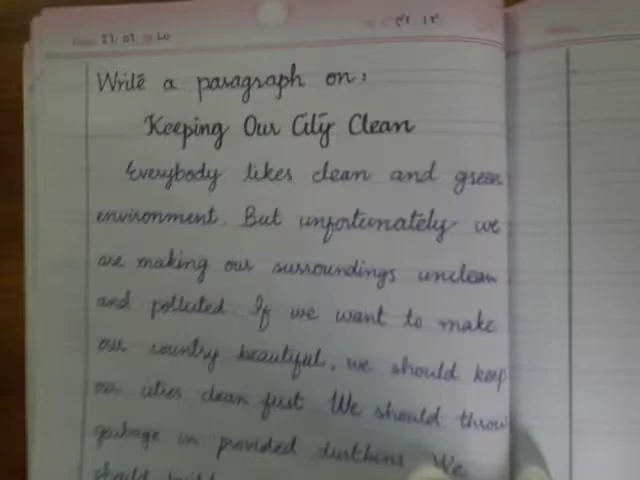 Write a paragraph on:
Keeping Our City Clean
Everybody likes clean and green
environment. But unfortunately we
are making our surroundings unclean
and polluted. If we want to make
our country beautiful, we should keep
our cities clean first. We should throw
garbage in provided dustbins. We
should